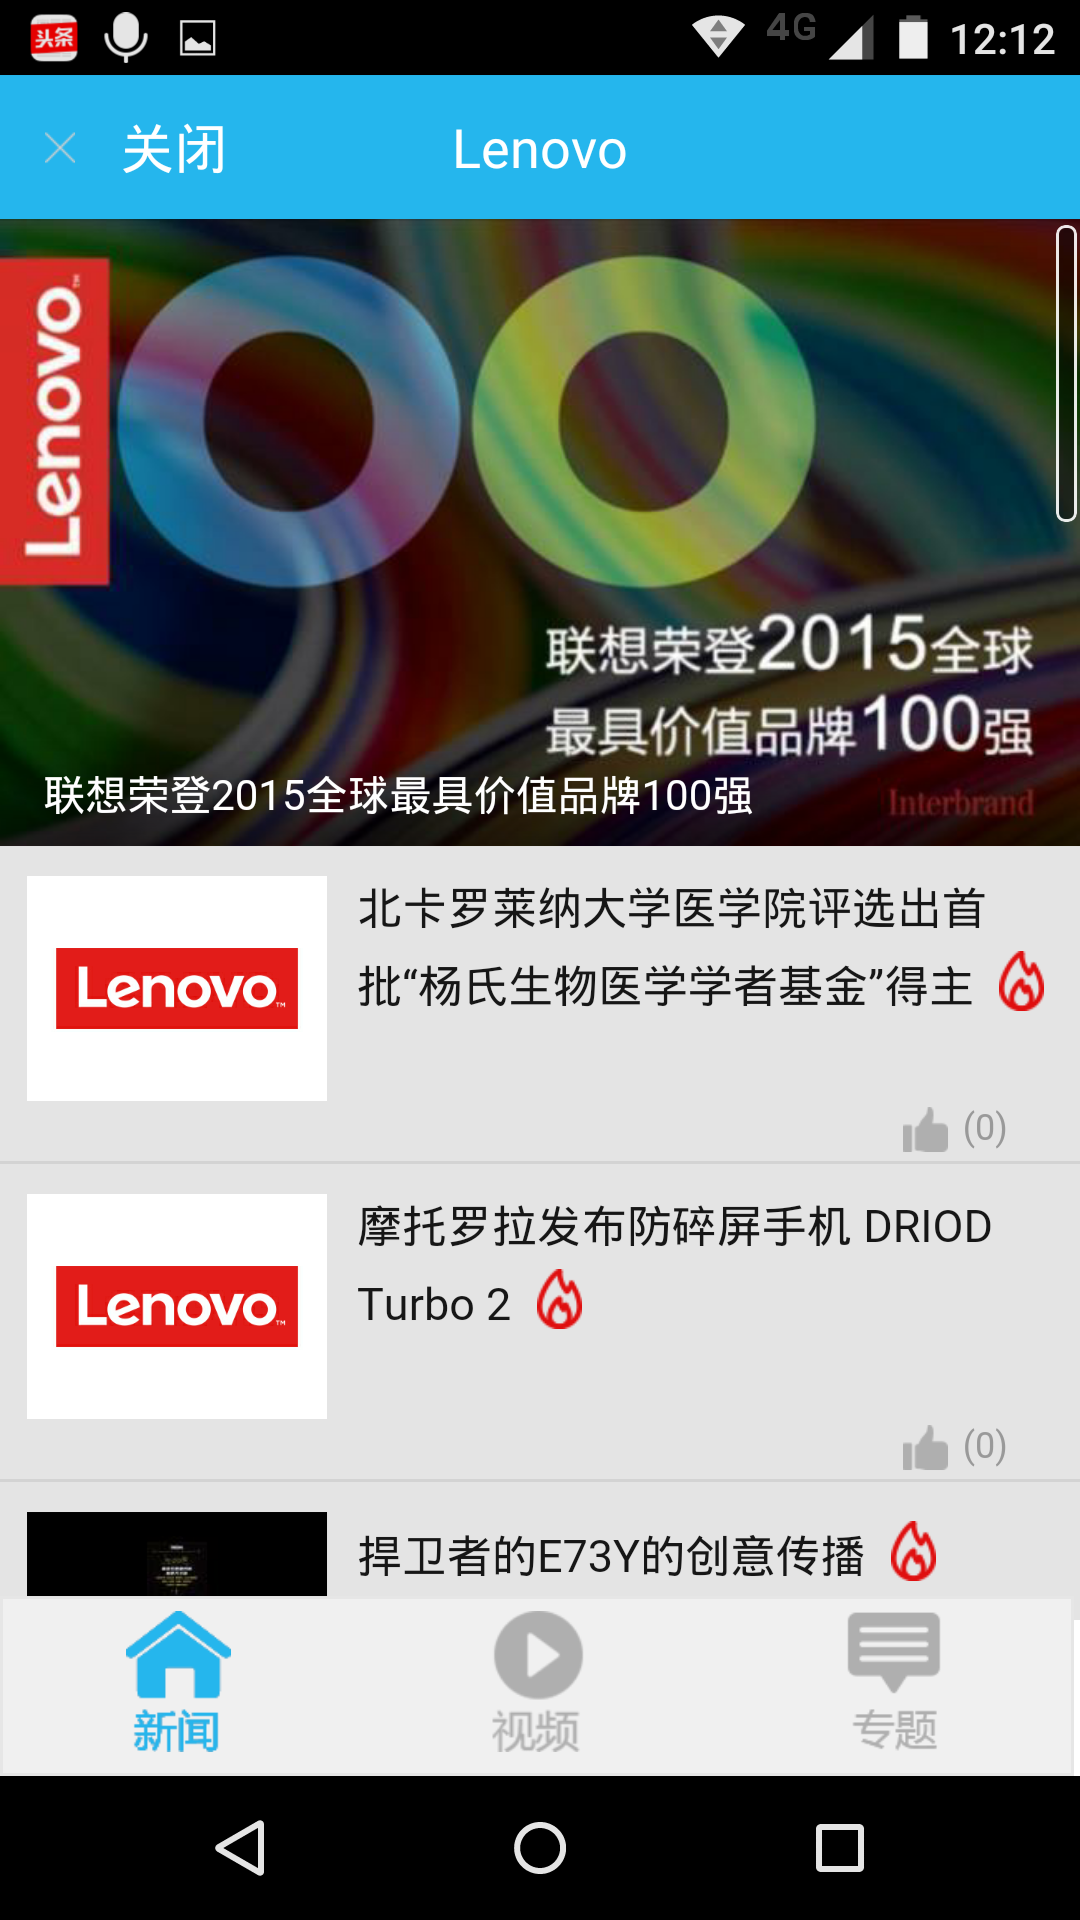 头条
4G
12:12
关闭
Lenovo
Lenovo™
联想荣登2015全球
最具价值品牌100强
联想荣登2015全球最具价值品牌100强
Interbrand
北卡罗莱纳大学医学院评选出首
批“杨氏生物医学学者基金”得主
Lenovo™
(0)
摩托罗拉发布防碎屏手机 DRIOD
Turbo 2
Lenovo™
(0)
捍卫者的E73Y的创意传播
新闻
视频
专题